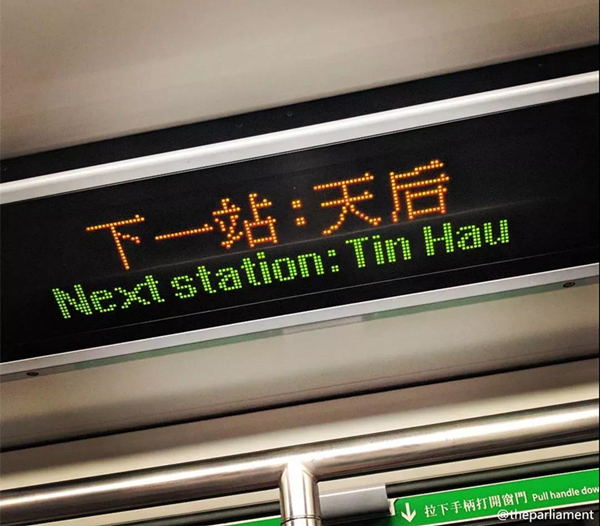 下一站:天后
Next station: Tin Hau
拉下手柄打開窗門 Pull handle dow
@theparliament